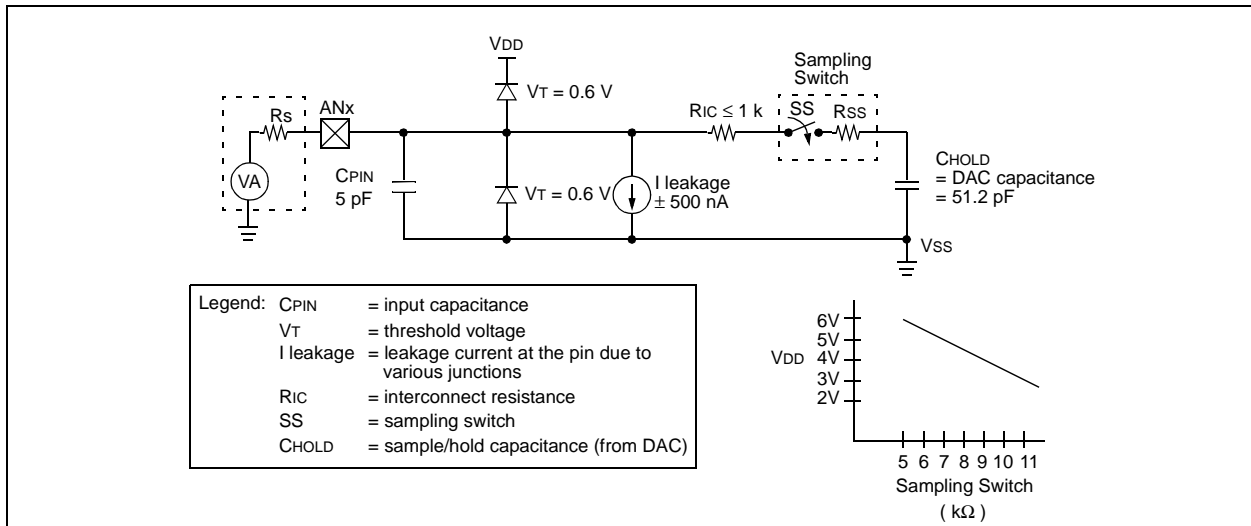 VDD
Sampling
Switch
VT = 0.6 V
ANx
RIC ≤ 1 k
SS
RSS
Rs
CPIN
5 pF
VA
VT = 0.6 V
I leakage
± 500 nA
CHOLD
= DAC capacitance
= 51.2 pF
VSS
Legend: CPIN = input capacitance
VT = threshold voltage
I leakage = leakage current at the pin due to
various junctions
RIC = interconnect resistance
SS = sampling switch
CHOLD = sample/hold capacitance (from DAC)
6V
5V
VDD 4V
3V
2V
5 6 7 8 9 10 11
Sampling Switch
( kΩ )